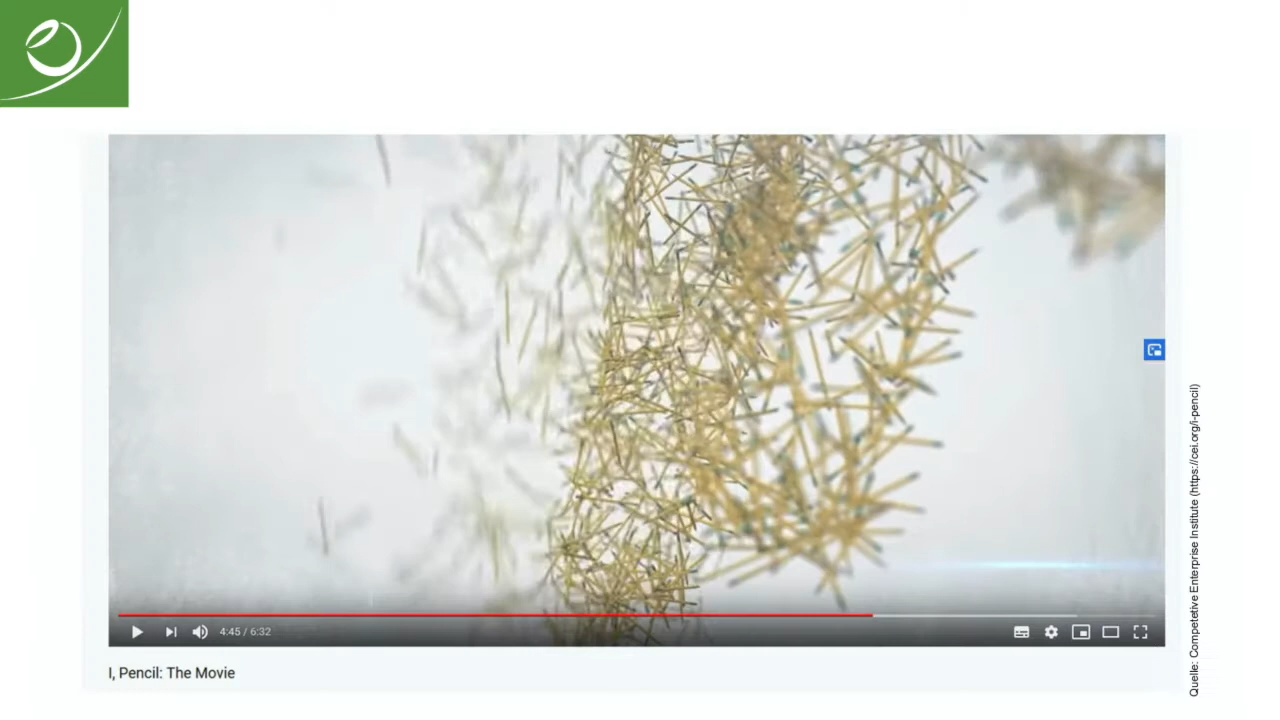 4:45 / 6:32
I, Pencil: The Movie
Quelle: Competetive Enterprise Institute (https://cei.org/i-pencil)